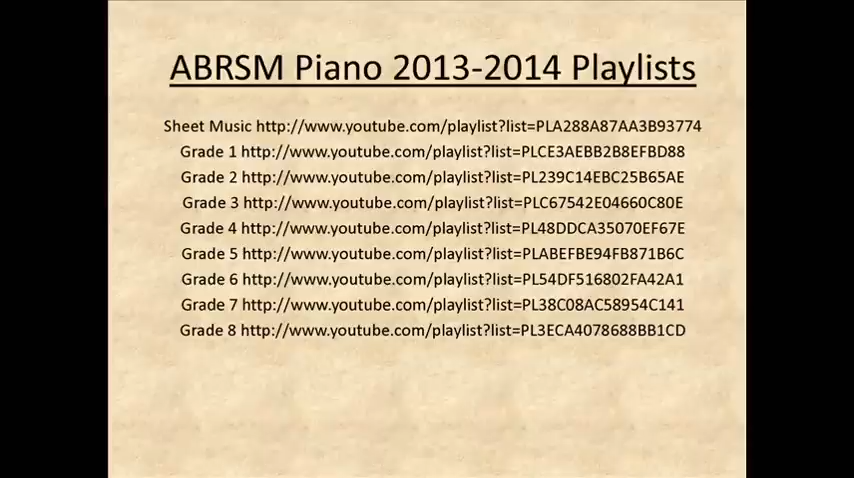 ABRSM Piano 2013-2014 Playlists
Sheet Music http://www.youtube.com/playlist?list=PLA288A87AA3B93774
Grade 1 http://www.youtube.com/playlist?list=PLCE3AEBB2B8EFBD88
Grade 2 http://www.youtube.com/playlist?list=PL239C14EBC25B65AE
Grade 3 http://www.youtube.com/playlist?list=PLC67542E04660C80E
Grade 4 http://www.youtube.com/playlist?list=PL48DDCA35070EF67E
Grade 5 http://www.youtube.com/playlist?list=PLABEFBE94FB871B6C
Grade 6 http://www.youtube.com/playlist?list=PL54DF516802FA42A1
Grade 7 http://www.youtube.com/playlist?list=PL38C08AC58954C141
Grade 8 http://www.youtube.com/playlist?list=PL3ECA4078688BB1CD